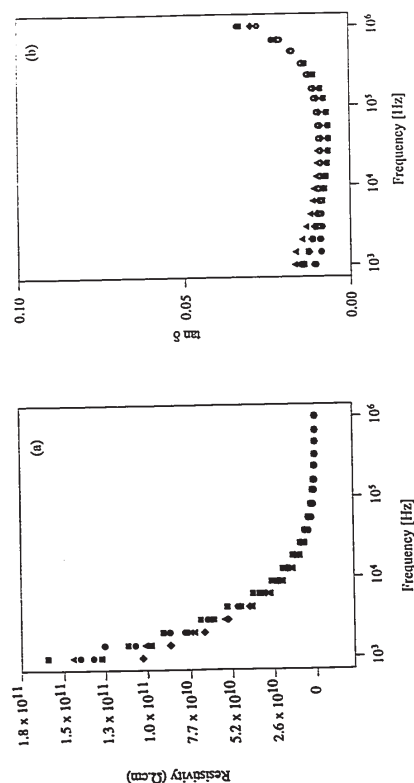 (a)
Resistivity (Ω.cm)
1.8 x 10¹¹
1.5 x 10¹¹
1.3 x 10¹¹
1.0 x 10¹¹
7.7 x 10¹⁰
5.2 x 10¹⁰
2.6 x 10¹⁰
0
10³
10⁴
10⁵
10⁶
Frequency [Hz]
(b)
tan δ
0.10
0.05
0.00
10³
10⁴
10⁵
10⁶
Frequency [Hz]